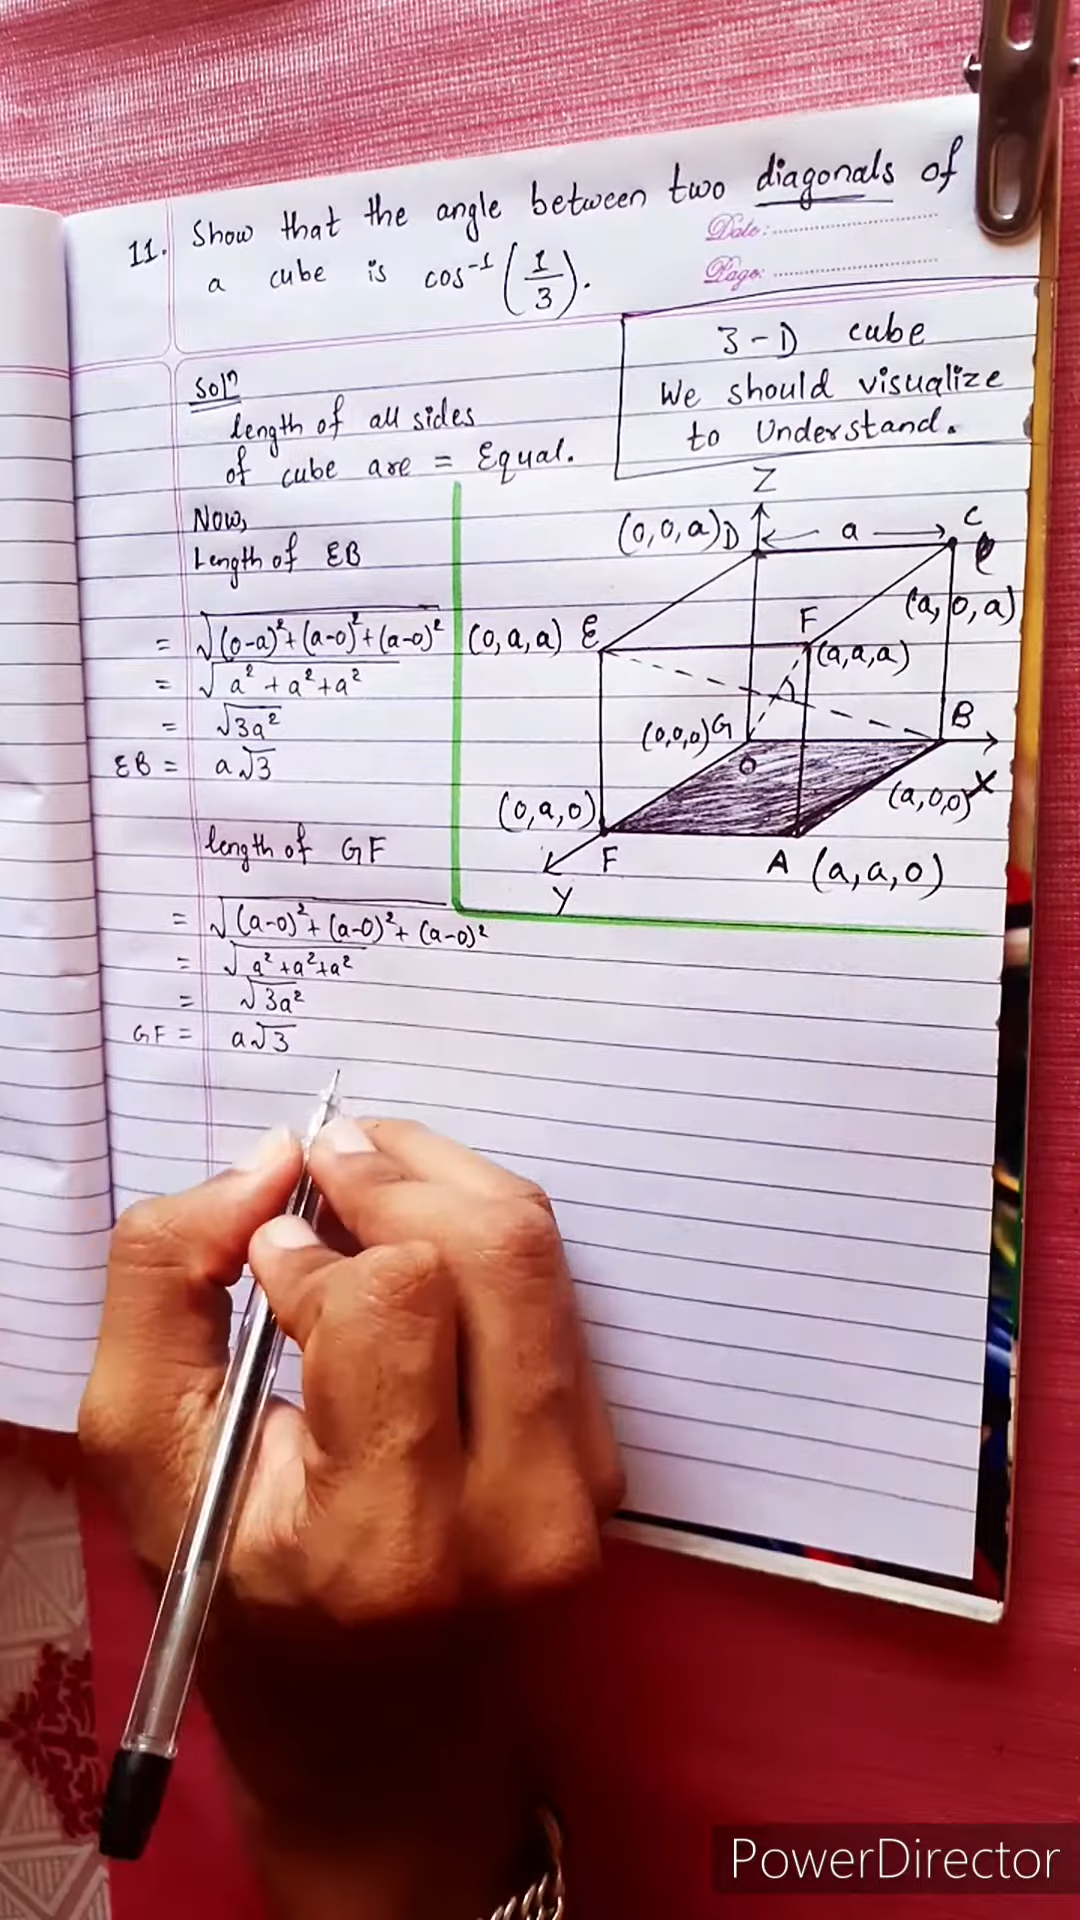 11. Show that the angle between two diagonals of
Date:
a cube is cos⁻¹(1/3).
Page:
3-D cube
We should visualize
to Understand.
Solⁿ
length of all sides
of cube are = Equal.
Now,
Length of EB
= √(0-a)²+(a-0)²+(a-0)²
= √a²+a²+a²
= √3a²
EB = a√3
length of GF
= √(a-0)²+(a-0)²+(a-0)²
= √a²+a²+a²
= √3a²
GF = a√3
Z
(0,0,a) D
a
C
(a,0,a)
(0,a,a) E
F
(a,a,a)
(0,0,0) G
O
B
X
(a,0,0)
(0,a,0)
F
A (a,a,0)
Y
PowerDirector